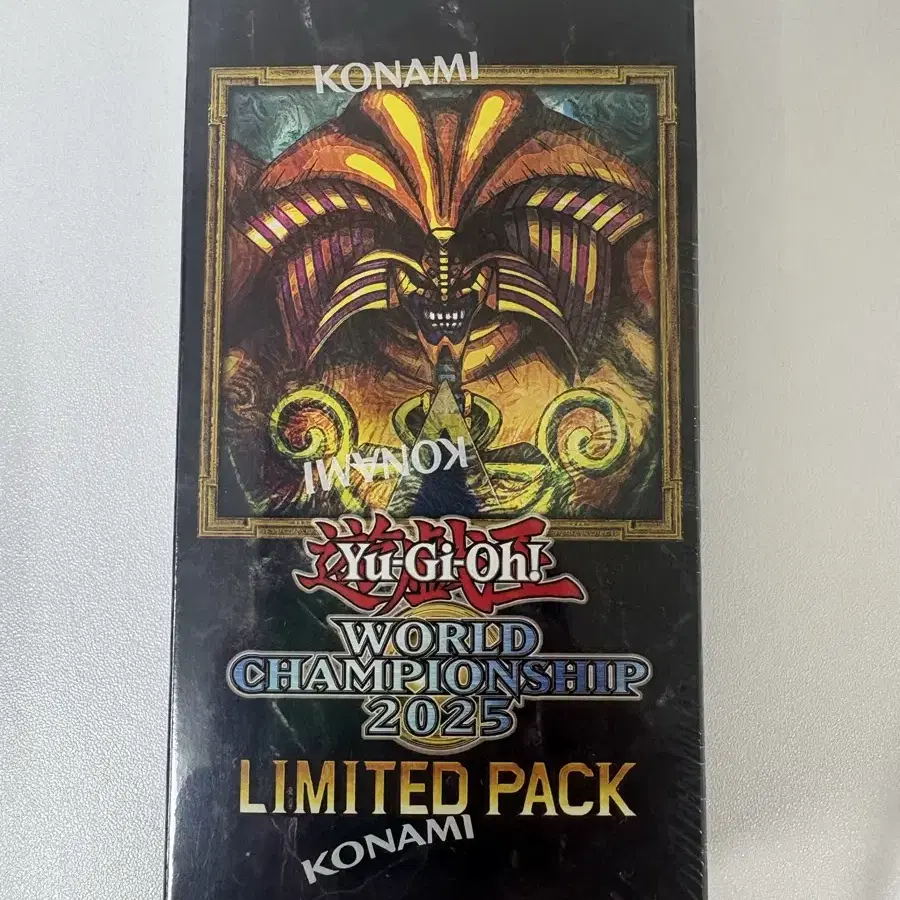 KONAMI
KONAMI
遊戯王
Yu-Gi-Oh!
WORLD
CHAMPIONSHIP
2025
LIMITED PACK
KONAMI